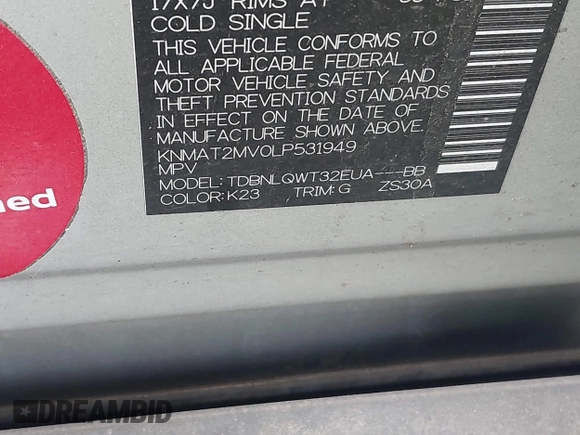 17X7J RIMS AT
COLD SINGLE
THIS VEHICLE CONFORMS TO
ALL APPLICABLE FEDERAL
MOTOR VEHICLE SAFETY AND
THEFT PREVENTION STANDARDS
IN EFFECT ON THE DATE OF
MANUFACTURE SHOWN ABOVE.
KNMAT2MV0LP531949
MPV
MODEL: TDBNLQWT32EUA---BB
COLOR: K23 TRIM: G ZS30A
ned
DREAMBID